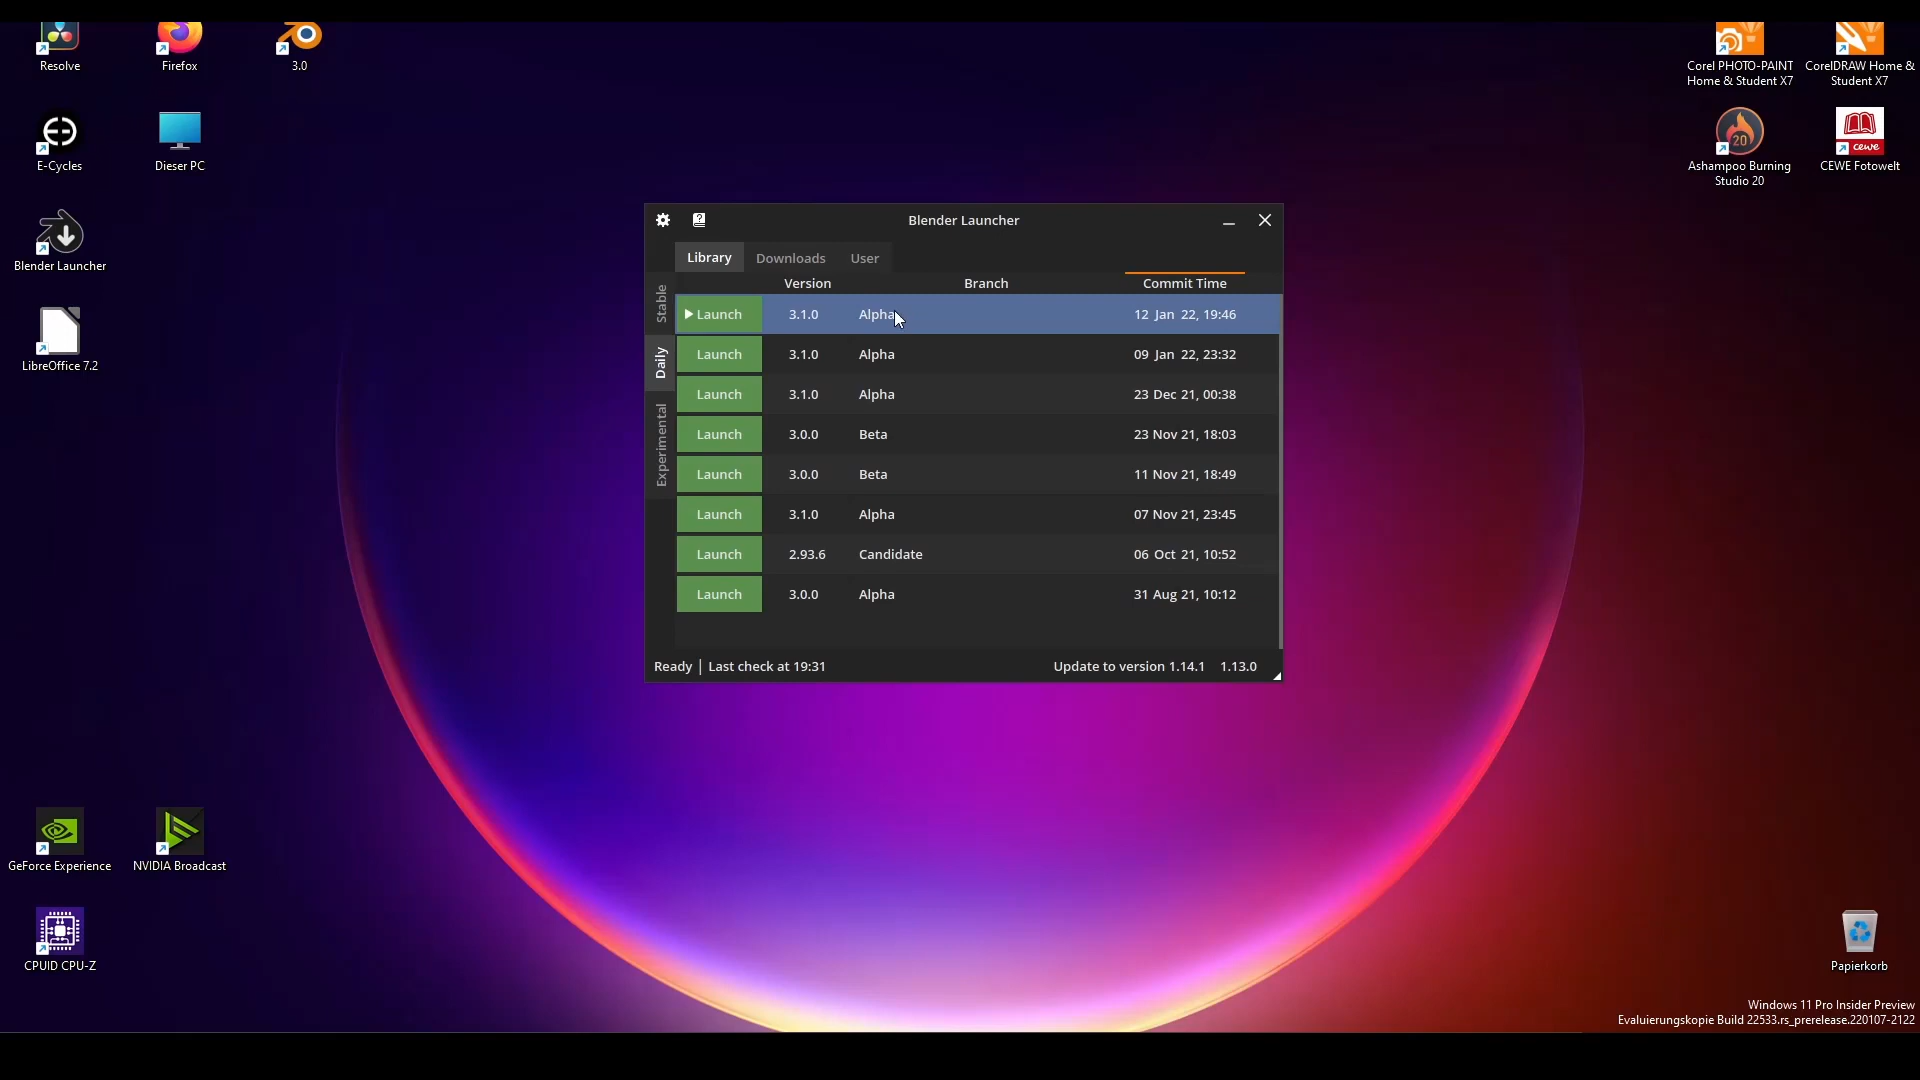 Resolve
Firefox
3.0
Corel PHOTO-PAINT
Home & Student X7
CorelDRAW Home &
Student X7
E-Cycles
Dieser PC
20
Ashampoo Burning
Studio 20
cewe
CEWE Fotowelt
Blender Launcher
LibreOffice 7.2
Blender Launcher
Library Downloads User
Stable
Daily
Experimental
Version Branch Commit Time
Launch 3.1.0 Alpha 12 Jan 22, 19:46
Launch 3.1.0 Alpha 09 Jan 22, 23:32
Launch 3.1.0 Alpha 23 Dec 21, 00:38
Launch 3.0.0 Beta 23 Nov 21, 18:03
Launch 3.0.0 Beta 11 Nov 21, 18:49
Launch 3.1.0 Alpha 07 Nov 21, 23:45
Launch 2.93.6 Candidate 06 Oct 21, 10:52
Launch 3.0.0 Alpha 31 Aug 21, 10:12
Ready | Last check at 19:31 Update to version 1.14.1 1.13.0
GeForce Experience
NVIDIA Broadcast
CPUID CPU-Z
Papierkorb
Windows 11 Pro Insider Preview
Evaluierungskopie Build 22533.rs_prerelease.220107-2122